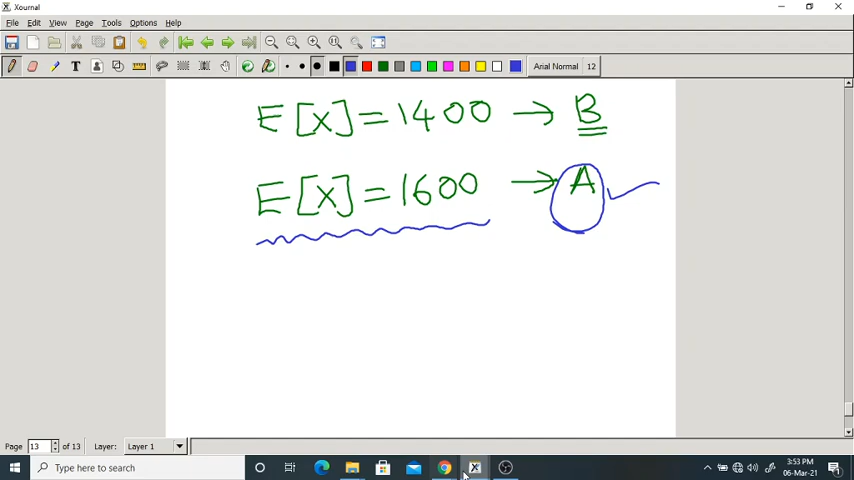 Xournal
File Edit View Page Tools Options Help
Arial Normal 12
E[x]=1400 → B
E[x]=1600 → A
Page 13 of 13 Layer: Layer 1
Type here to search
3:53 PM
06-Mar-21